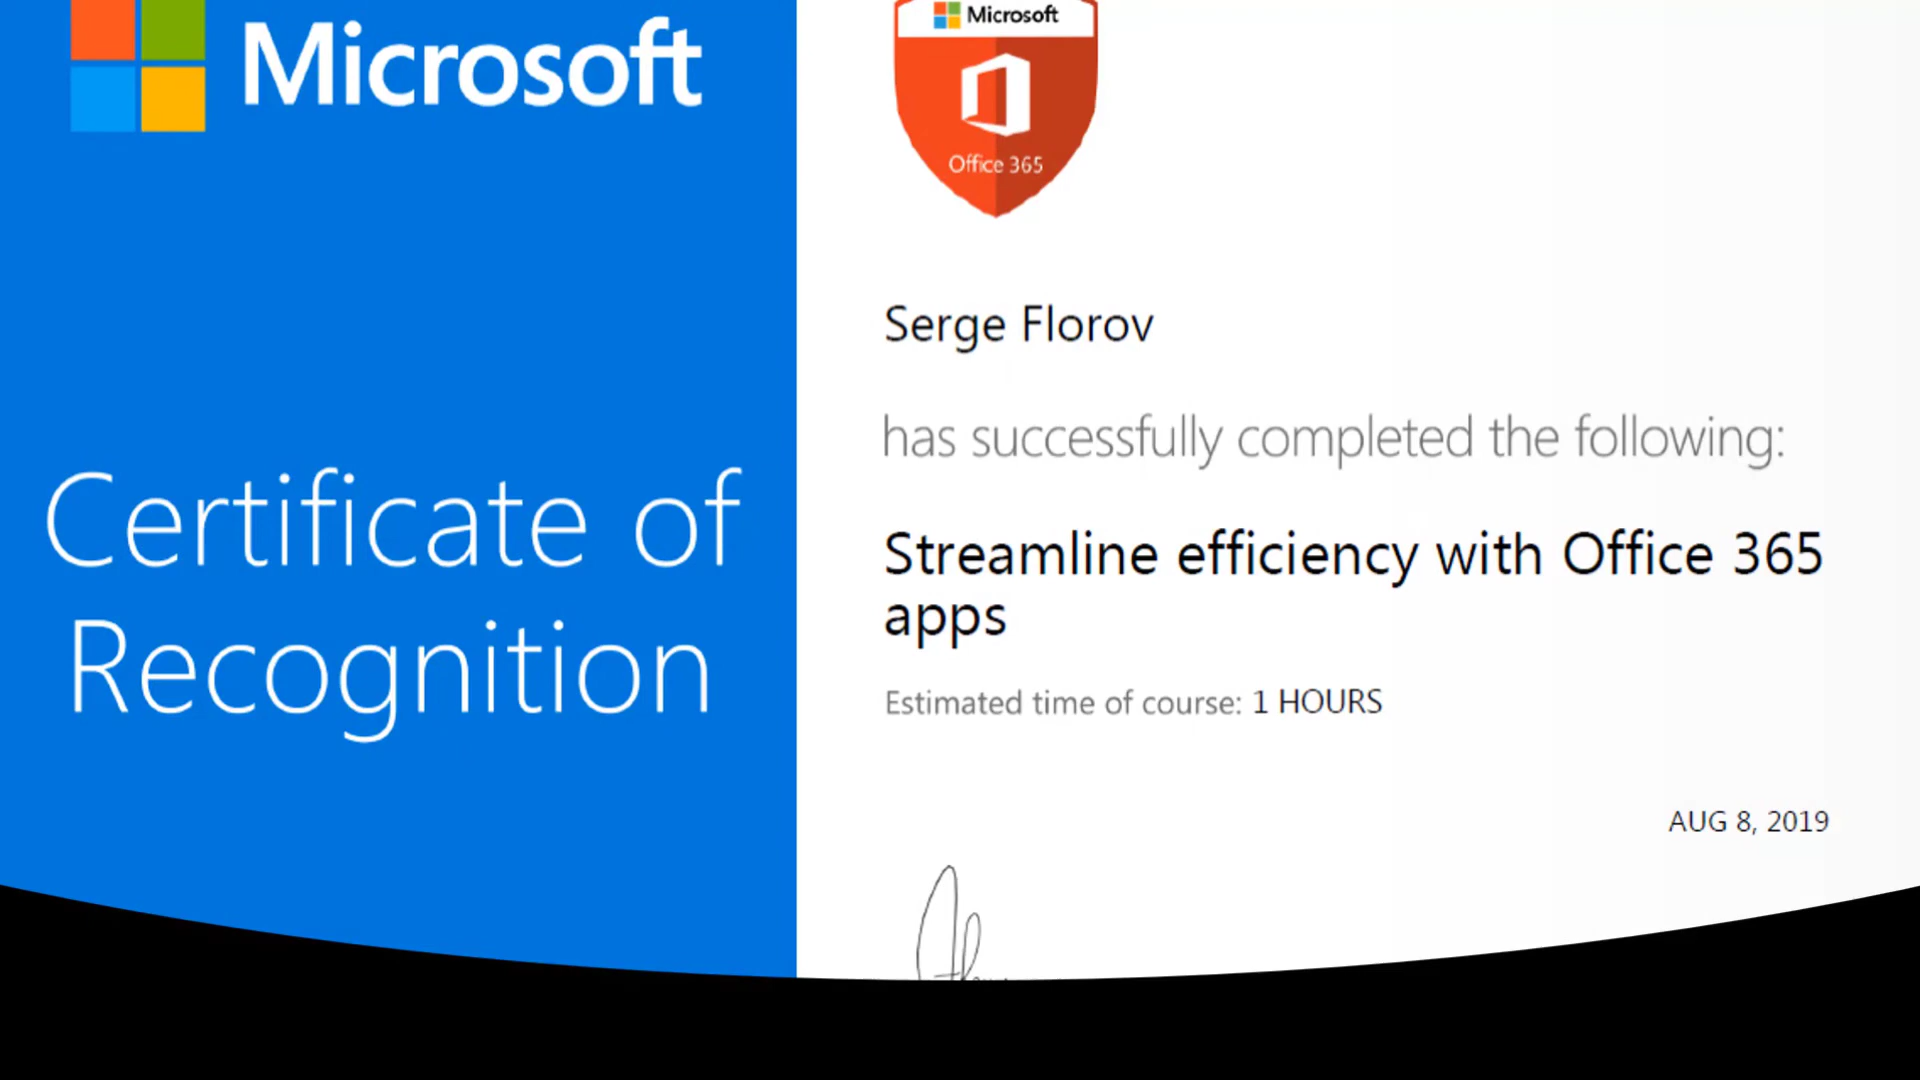 Microsoft
Certificate of
Recognition
Microsoft
Office 365
Serge Florov
has successfully completed the following:
Streamline efficiency with Office 365
apps
Estimated time of course: 1 HOURS
AUG 8, 2019